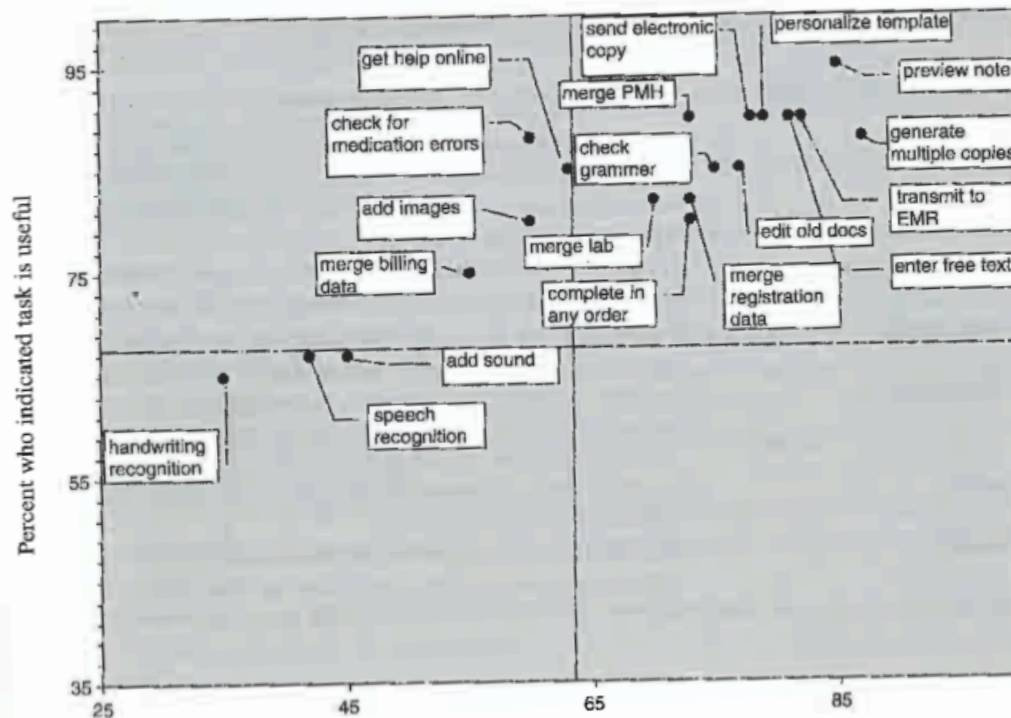 send electronic
copy
personalize template
get help online
preview note
merge PMH
check for
medication errors
check
grammer
generate
multiple copies
add images
transmit to
EMR
merge lab
edit old docs
merge billing
data
enter free text
complete in
any order
merge
registration
data
add sound
speech
recognition
handwriting
recognition
Percent who indicated task is useful
95
75
55
35
25
45
65
85